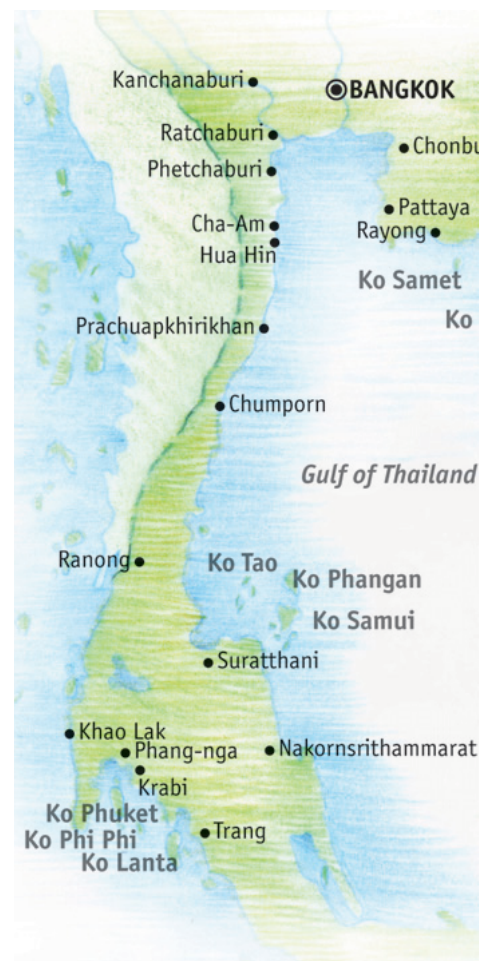 Kanchanaburi
BANGKOK
Ratchaburi
Chonbu
Phetchaburi
Pattaya
Cha-Am
Rayong
Hua Hin
Ko Samet
Ko
Prachuapkhirikhan
Chumporn
Gulf of Thailand
Ranong
Ko Tao
Ko Phangan
Ko Samui
Suratthani
Khao Lak
Phang-nga
Nakornsrithammarat
Krabi
Ko Phuket
Ko Phi Phi
Trang
Ko Lanta